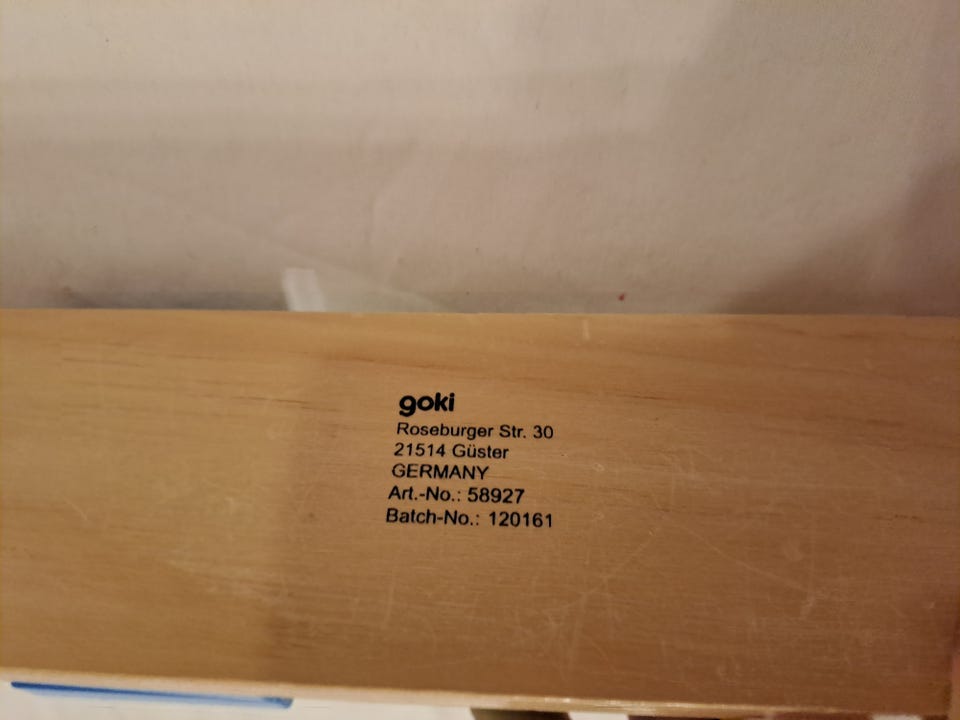 goki
Roseburger Str. 30
21514 Güster
GERMANY
Art.-No.: 58927
Batch-No.: 120161